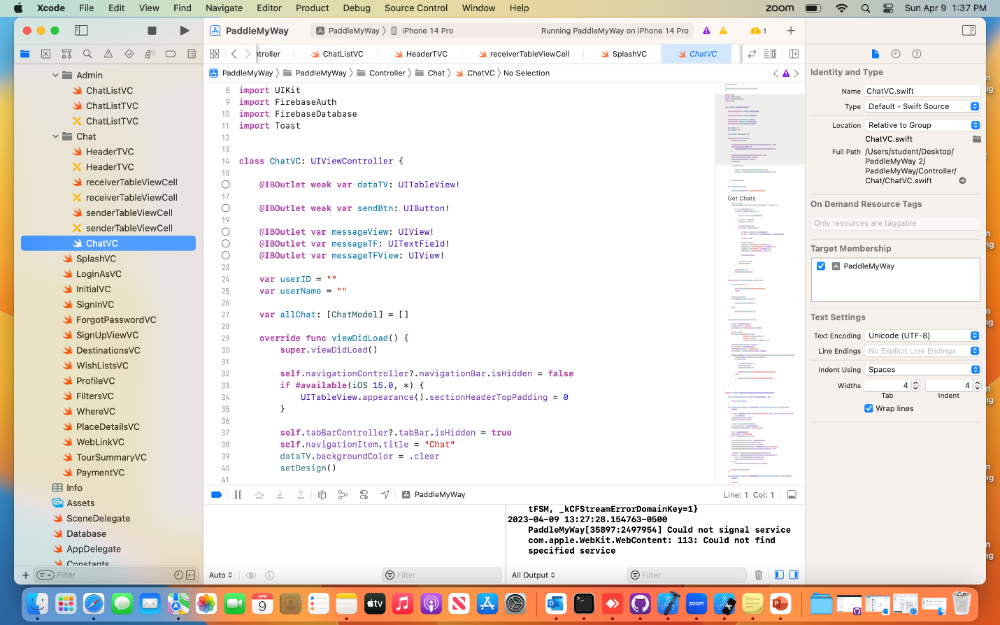 Xcode File Edit View Find Navigate Editor Product Debug Source Control Window Help
zoom Sun Apr 9 1:37 PM
PaddleMyWay
PaddleMyWay iPhone 14 Pro
Running PaddleMyWay on iPhone 14 Pro
1
ntroller ChatListVC HeaderTVC receiverTableViewCell SplashVC ChatVC
PaddleMyWay PaddleMyWay Controller Chat ChatVC No Selection
Admin
ChatListVC
ChatListTVC
ChatListTVC
Chat
HeaderTVC
HeaderTVC
receiverTableViewCell
receiverTableViewCell
senderTableViewCell
senderTableViewCell
ChatVC
SplashVC
LoginAsVC
InitialVC
SignInVC
ForgotPasswordVC
SignUpVC
DestinationsVC
WishListsVC
ProfileVC
FiltersVC
WhereVC
PlaceDetailsVC
WebLinkVC
TourSummaryVC
PaymentVC
Info
Assets
SceneDelegate
Database
AppDelegate
Constants
Filter
8 import UIKit
9 import FirebaseAuth
10 import FirebaseDatabase
11 import Toast
12
13
14 class ChatVC: UIViewController {
15
@IBOutlet weak var dataTV: UITableView!
17
@IBOutlet weak var sendBtn: UIButton!
19
@IBOutlet var messageView: UIView!
@IBOutlet var messageTF: UITextField!
@IBOutlet var messageTFView: UIView!
23
24 var userID = ""
25 var userName = ""
26
27 var allChat: [ChatModel] = []
28
29 override func viewDidLoad() {
30 super.viewDidLoad()
31
32 self.navigationController?.navigationBar.isHidden = false
33 if #available(iOS 15.0, *) {
34 UITableView.appearance().sectionHeaderTopPadding = 0
35
36 }
37 self.tabBarController?.tabBar.isHidden = true
38 self.navigationItem.title = "Chat"
39 dataTV.backgroundColor = .clear
40 setDesign()
41
Get Chats
PaddleMyWay
Line: 1 Col: 1
tFSM, _kCFStreamErrorDomainKey=1}
2023-04-09 13:27:28.154763-0500
PaddleMyWay[35897:2497954] Could not signal service
com.apple.WebKit.WebContent: 113: Could not find
specified service
Auto
Filter
All Output
Filter
Identity and Type
Name ChatVC.swift
Type Default - Swift Source
Location Relative to Group
ChatVC.swift
Full Path /Users/student/Desktop/
PaddleMyWay 2/
PaddleMyWay/Controller/
Chat/ChatVC.swift
On Demand Resource Tags
Only resources are taggable
Target Membership
PaddleMyWay
Text Settings
Text Encoding Unicode (UTF-8)
Line Endings No Explicit Line Endings
Indent Using Spaces
Widths 4 4
Tab Indent
Wrap lines
APR
9
tv
zoom